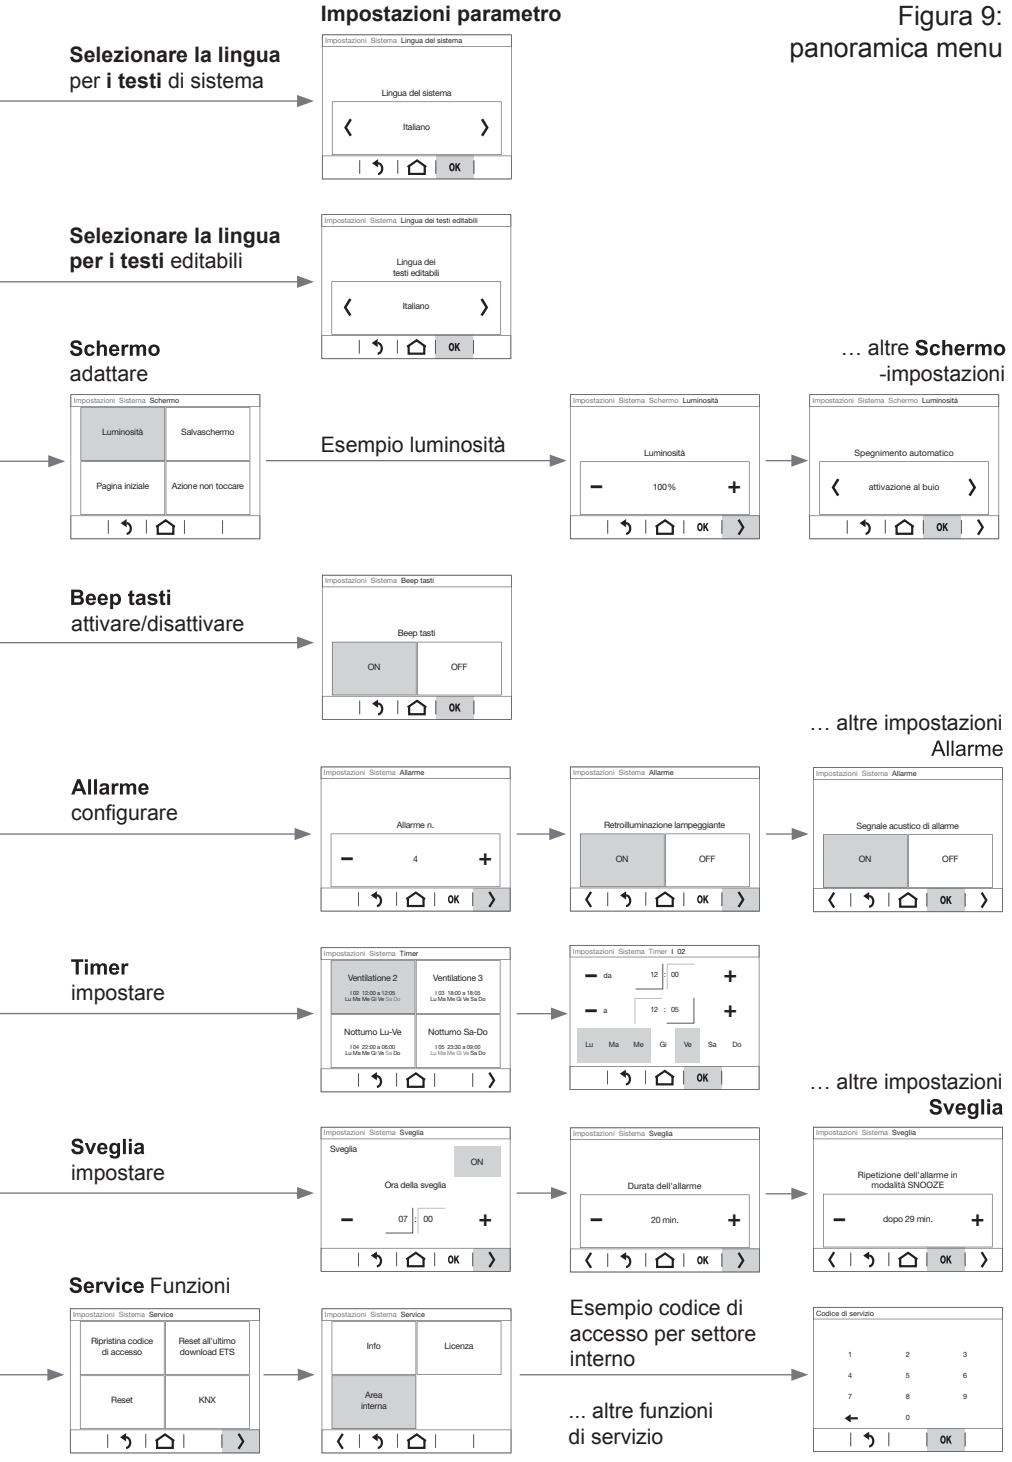 Impostazioni parametro
Figura 9:
panoramica menu
Selezionare la lingua
per i testi di sistema
Impostazioni Sistema Lingua del sistema
Lingua del sistema
Italiano
OK
Selezionare la lingua
per i testi editabili
Impostazioni Sistema Lingua dei testi editabili
Lingua dei
testi editabili
Italiano
OK
Schermo
adattare
Impostazioni Sistema Schermo
Luminosità Salvaschermo
Pagina iniziale Azione non toccare
Esempio luminosità
Impostazioni Sistema Schermo Luminosità
Luminosità
− 100% +
OK
… altre Schermo
-impostazioni
Impostazioni Sistema Schermo Luminosità
Spegnimento automatico
attivazione al buio
OK
Beep tasti
attivare/disattivare
Impostazioni Sistema Beep tasti
Beep tasti
ON OFF
OK
Allarme
configurare
Impostazioni Sistema Allarme
Allarme n.
− 4 +
OK
Impostazioni Sistema Allarme
Retroilluminazione lampeggiante
ON OFF
OK
… altre impostazioni
Allarme
Impostazioni Sistema Allarme
Segnale acustico di allarme
ON OFF
OK
Timer
impostare
Impostazioni Sistema Timer
Ventilatione 2 Ventilatione 3
I 02 12:00 a 12:05 I 03 18:00 a 18:05
Lu Ma Me Gi Ve Sa Do Lu Ma Me Gi Ve Sa Do
Notturno Lu-Ve Notturno Sa-Do
I 04 22:00 a 06:00 I 05 23:30 a 09:00
Lu Ma Me Gi Ve Sa Do Lu Ma Me Gi Ve Sa Do
Impostazioni Sistema Timer I 02
− da 12 : 00 +
− a 12 : 05 +
Lu Ma Me Gi Ve Sa Do
OK
Sveglia
impostare
Impostazioni Sistema Sveglia
Sveglia
ON
Ora della sveglia
− 07 : 00 +
OK
Impostazioni Sistema Sveglia
Durata dell'allarme
− 20 min. +
OK
… altre impostazioni
Sveglia
Impostazioni Sistema Sveglia
Ripetizione dell'allarme in
modalità SNOOZE
− dopo 29 min. +
OK
Service Funzioni
Impostazioni Sistema Service
Ripristina codice
di accesso
Reset all'ultimo
download ETS
Reset KNX
Impostazioni Sistema Service
Info Licenza
Area
interna
Esempio codice di
accesso per settore
interno
... altre funzioni
di servizio
Codice di servizio
1 2 3
4 5 6
7 8 9
0
OK